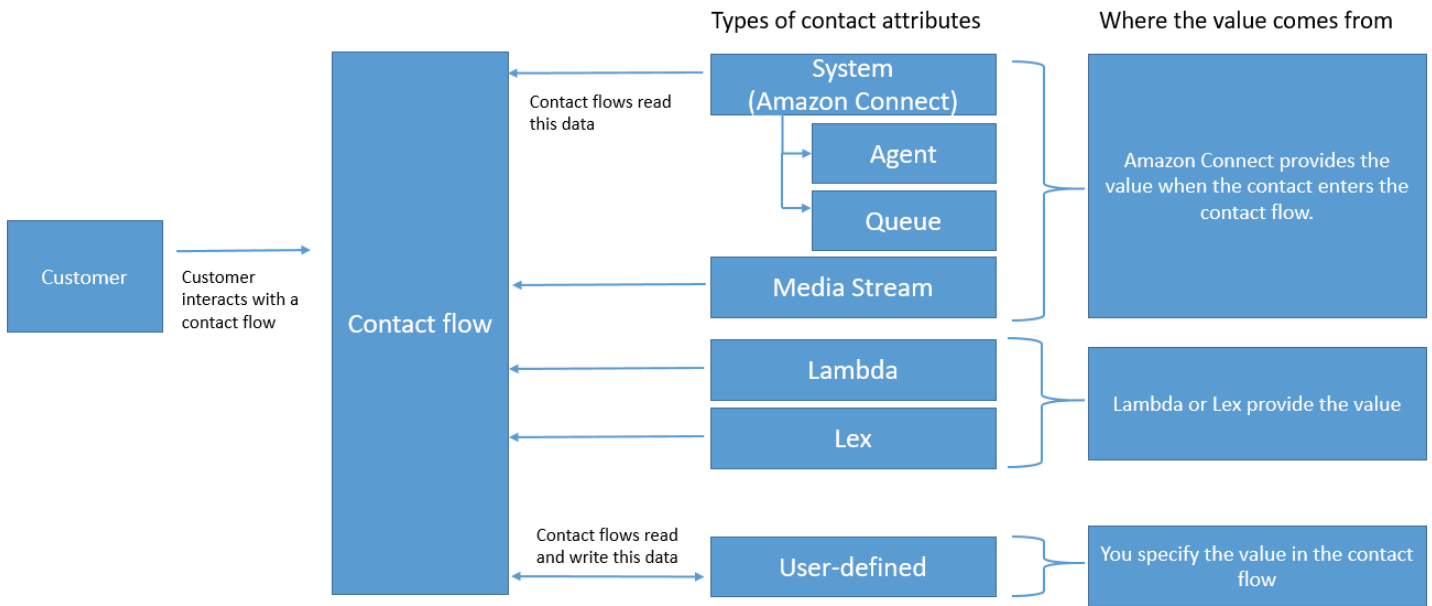 Types of contact attributes
Where the value comes from
System
(Amazon Connect)
Contact flows read
this data
Agent
Amazon Connect provides the
value when the contact enters the
contact flow.
Queue
Customer
Customer
interacts with a
contact flow
Media Stream
Contact flow
Lambda
Lambda or Lex provide the value
Lex
Contact flows read
and write this data
User-defined
You specify the value in the contact
flow